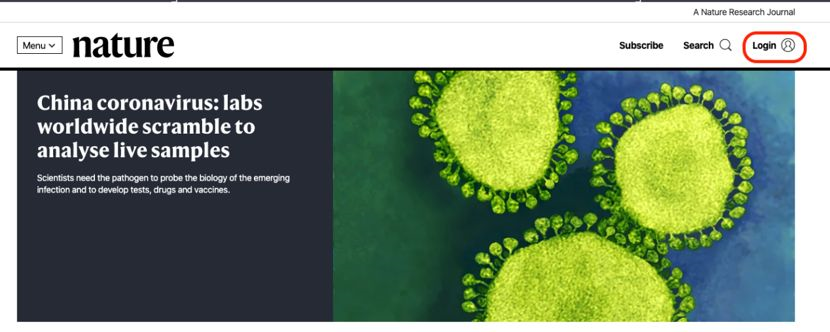 A Nature Research Journal
Menu
nature
Subscribe
Search
Login
China coronavirus: labs
worldwide scramble to
analyse live samples
Scientists need the pathogen to probe the biology of the emerging
infection and to develop tests, drugs and vaccines.